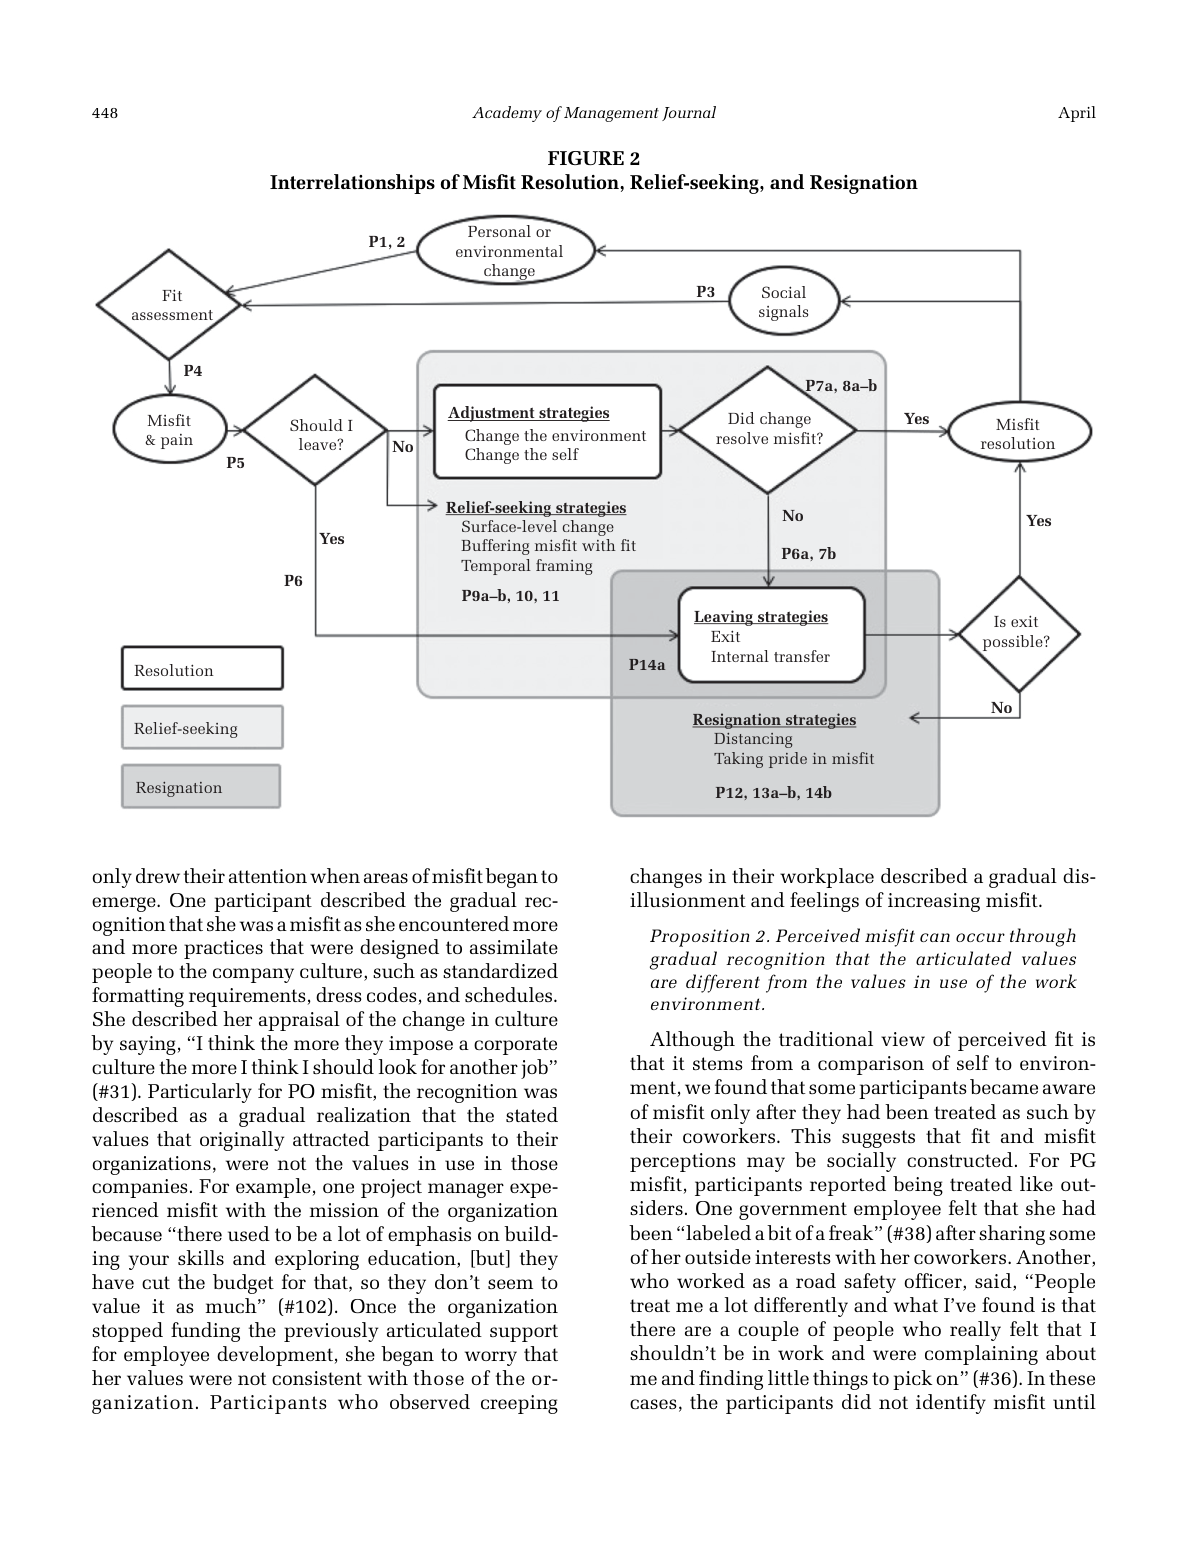 448
Academy of Management Journal
April
FIGURE 2
Interrelationships of Misfit Resolution, Relief-seeking, and Resignation
P1, 2
Personal or
environmental
change
Fit
assessment
P3
Social
signals
P4
Misfit
& pain
P5
Should I
leave?
No
Adjustment strategies
Change the environment
Change the self
P7a, 8a–b
Did change
resolve misfit?
Yes
Misfit
resolution
Relief-seeking strategies
Surface-level change
Buffering misfit with fit
Temporal framing
P9a–b, 10, 11
No
P6a, 7b
Yes
Yes
P6
Leaving strategies
Exit
Internal transfer
P14a
Is exit
possible?
No
Resignation strategies
Distancing
Taking pride in misfit
P12, 13a–b, 14b
Resolution
Relief-seeking
Resignation
only drew their attention when areas of misfit began to
emerge. One participant described the gradual rec-
ognition that she was a misfit as she encountered more
and more practices that were designed to assimilate
people to the company culture, such as standardized
formatting requirements, dress codes, and schedules.
She described her appraisal of the change in culture
by saying, “I think the more they impose a corporate
culture the more I think I should look for another job”
(#31). Particularly for PO misfit, the recognition was
described as a gradual realization that the stated
values that originally attracted participants to their
organizations, were not the values in use in those
companies. For example, one project manager expe-
rienced misfit with the mission of the organization
because “there used to be a lot of emphasis on build-
ing your skills and exploring education, [but] they
have cut the budget for that, so they don’t seem to
value it as much” (#102). Once the organization
stopped funding the previously articulated support
for employee development, she began to worry that
her values were not consistent with those of the or-
ganization. Participants who observed creeping
changes in their workplace described a gradual dis-
illusionment and feelings of increasing misfit.
Proposition 2. Perceived misfit can occur through
gradual recognition that the articulated values
are different from the values in use of the work
environment.
Although the traditional view of perceived fit is
that it stems from a comparison of self to environ-
ment, we found that some participants became aware
of misfit only after they had been treated as such by
their coworkers. This suggests that fit and misfit
perceptions may be socially constructed. For PG
misfit, participants reported being treated like out-
siders. One government employee felt that she had
been “labeled a bit of a freak” (#38) after sharing some
of her outside interests with her coworkers. Another,
who worked as a road safety officer, said, “People
treat me a lot differently and what I’ve found is that
there are a couple of people who really felt that I
shouldn’t be in work and were complaining about
me and finding little things to pick on” (#36). In these
cases, the participants did not identify misfit until